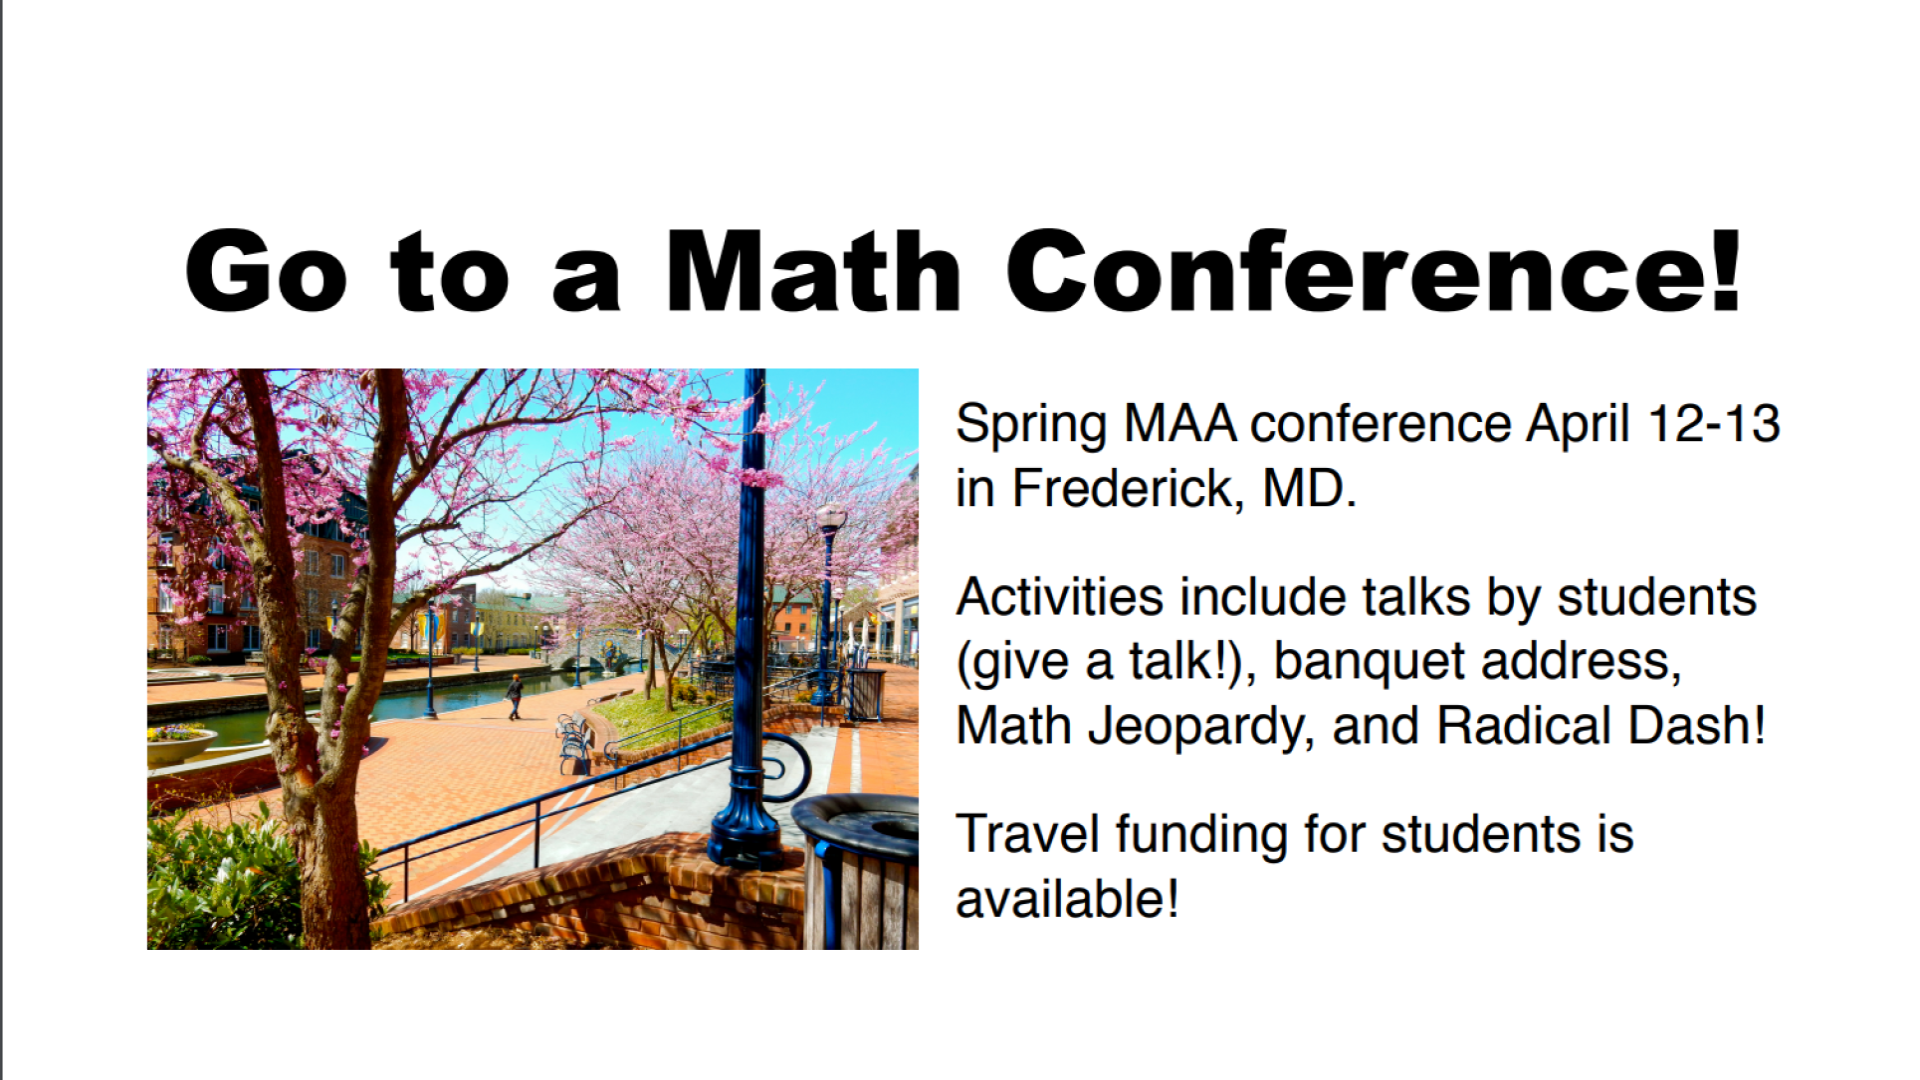 Go to a Math Conference!
Spring MAA conference April 12-13
in Frederick, MD.
Activities include talks by students
(give a talk!), banquet address,
Math Jeopardy, and Radical Dash!
Travel funding for students is
available!